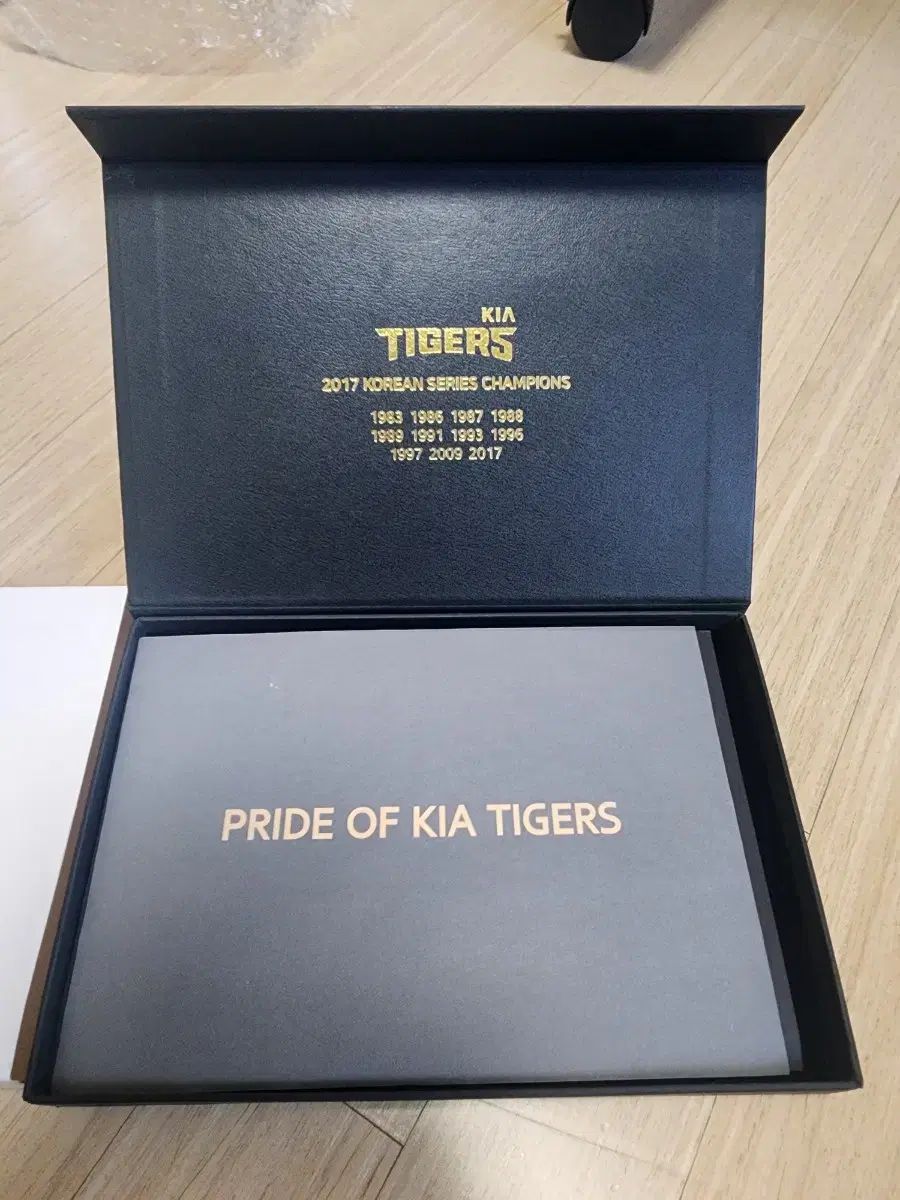 KIA
TIGERS
2017 KOREAN SERIES CHAMPIONS
1983 1986 1987 1988
1989 1991 1993 1996
1997 2009 2017
PRIDE OF KIA TIGERS